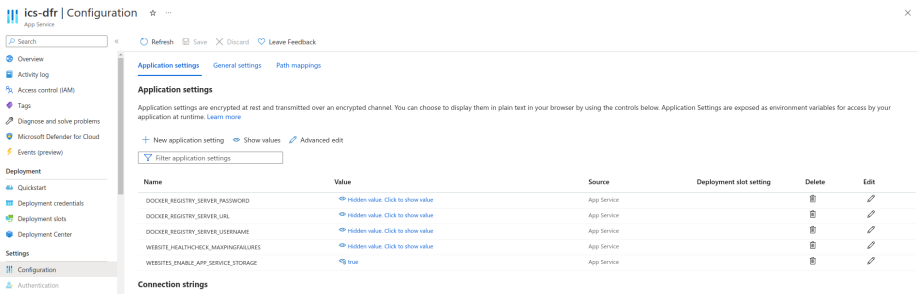 ics-dfr | Configuration
App Service
Search
Refresh Save Discard Leave Feedback
Overview
Activity log
Access control (IAM)
Tags
Diagnose and solve problems
Microsoft Defender for Cloud
Events (preview)
Deployment
Quickstart
Deployment credentials
Deployment slots
Deployment Center
Settings
Configuration
Authentication
Application settings General settings Path mappings
Application settings
Application settings are encrypted at rest and transmitted over an encrypted channel. You can choose to display them in plain text in your browser by using the controls below. Application Settings are exposed as environment variables for access by your
application at runtime. Learn more
New application setting Show values Advanced edit
Filter application settings
Name Value Source Deployment slot setting Delete Edit
DOCKER_REGISTRY_SERVER_PASSWORD Hidden value. Click to show value App Service
DOCKER_REGISTRY_SERVER_URL Hidden value. Click to show value App Service
DOCKER_REGISTRY_SERVER_USERNAME Hidden value. Click to show value App Service
WEBSITE_HEALTHCHECK_MAXPINGFAILURES Hidden value. Click to show value App Service
WEBSITES_ENABLE_APP_SERVICE_STORAGE true App Service
Connection strings